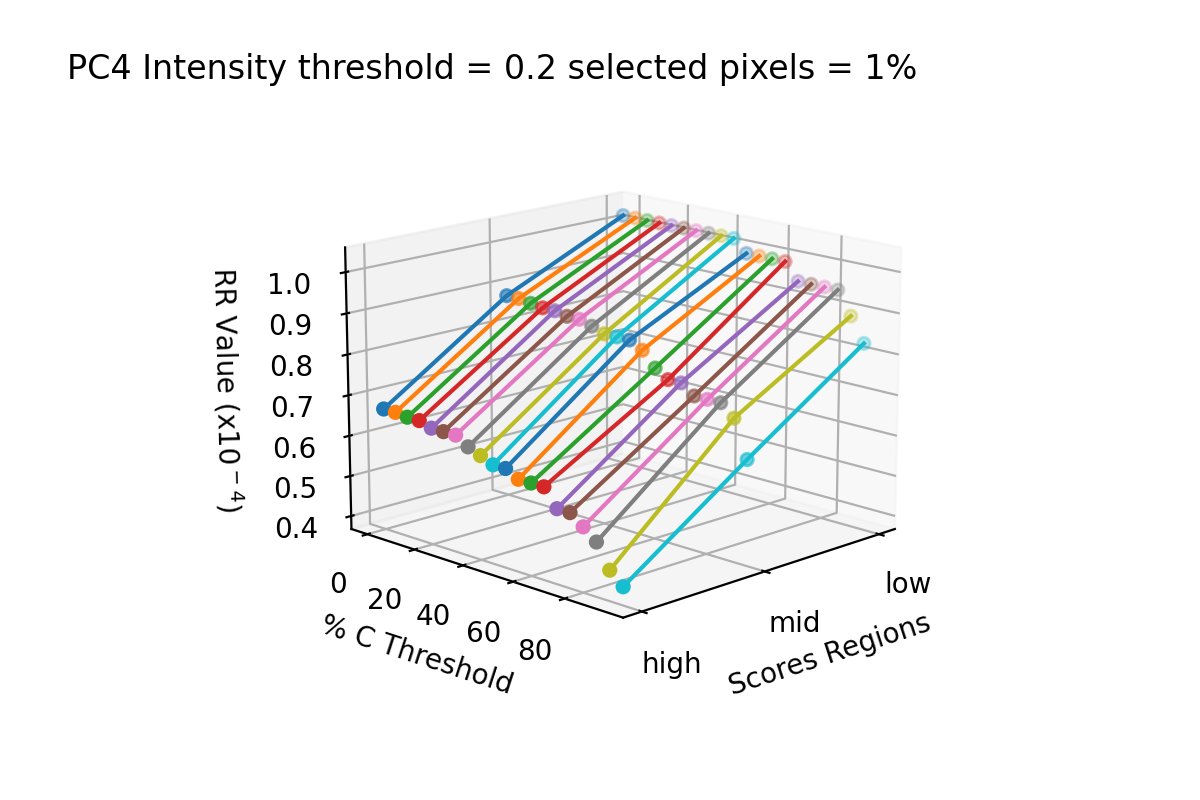 PC4 Intensity threshold = 0.2 selected pixels = 1%
RR Value (x10⁻⁴)
1.0
0.9
0.8
0.7
0.6
0.5
0.4
0
20
40
60
80
% C Threshold
high
mid
low
Scores Regions